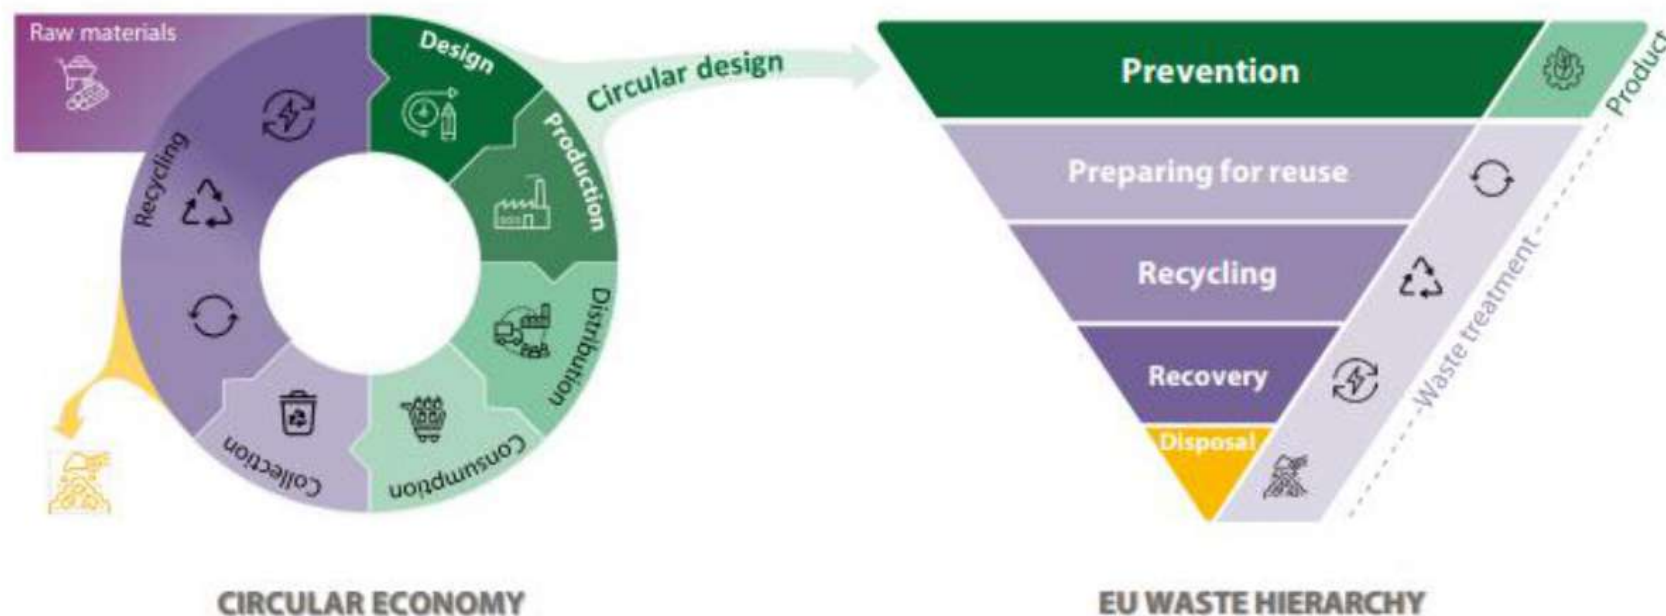 Raw materials
Design
Production
Distribution
Consumption
Collection
Recycling
Circular design
CIRCULAR ECONOMY
Prevention
Preparing for reuse
Recycling
Recovery
Disposal
Product
Waste treatment
EU WASTE HIERARCHY